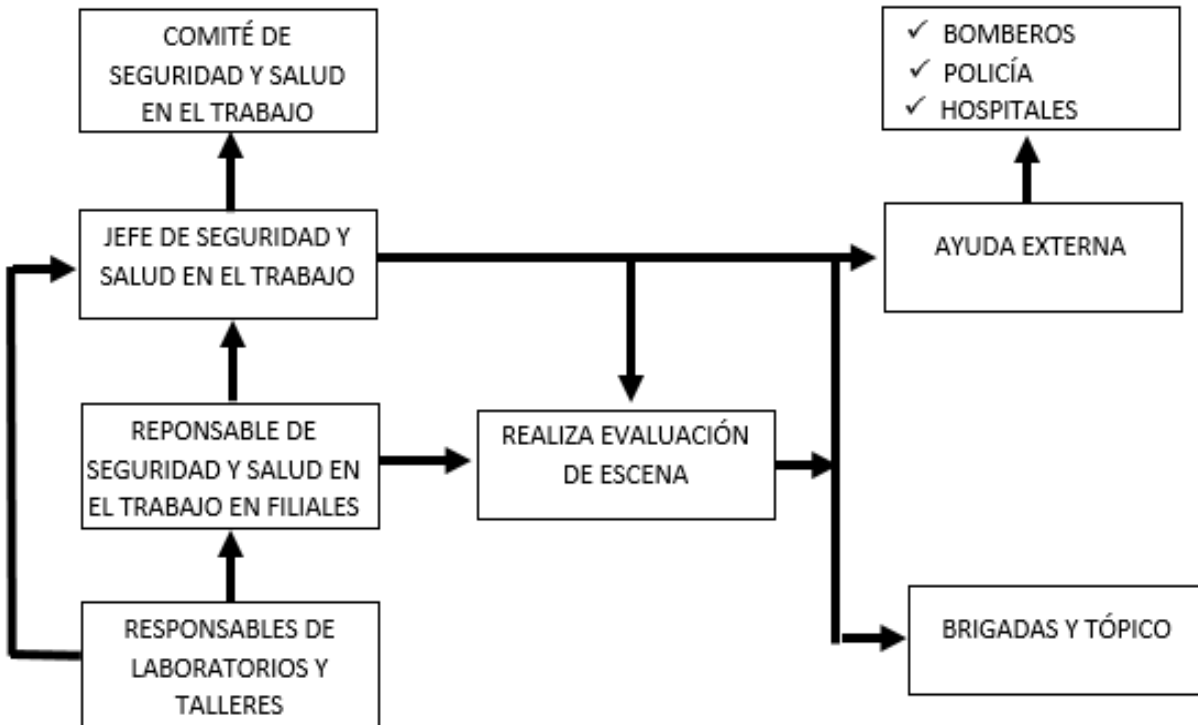 COMITÉ DE
SEGURIDAD Y SALUD
EN EL TRABAJO
✓ BOMBEROS
✓ POLICÍA
✓ HOSPITALES
JEFE DE SEGURIDAD Y
SALUD EN EL TRABAJO
AYUDA EXTERNA
REPONSABLE DE
SEGURIDAD Y SALUD EN
EL TRABAJO EN FILIALES
REALIZA EVALUACIÓN
DE ESCENA
RESPONSABLES DE
LABORATORIOS Y
TALLERES
BRIGADAS Y TÓPICO